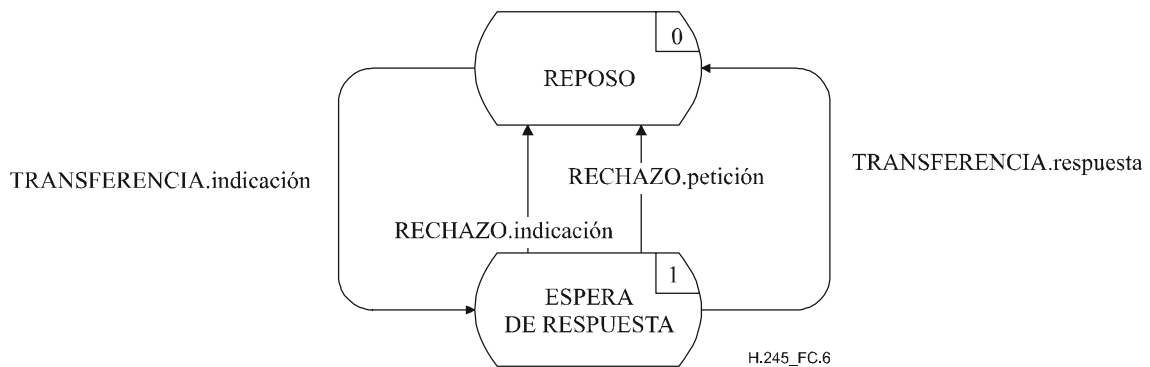 0
REPOSO
TRANSFERENCIA.indicación
RECHAZO.petición
TRANSFERENCIA.respuesta
RECHAZO.indicación
1
ESPERA
DE RESPUESTA
H.245_FC.6